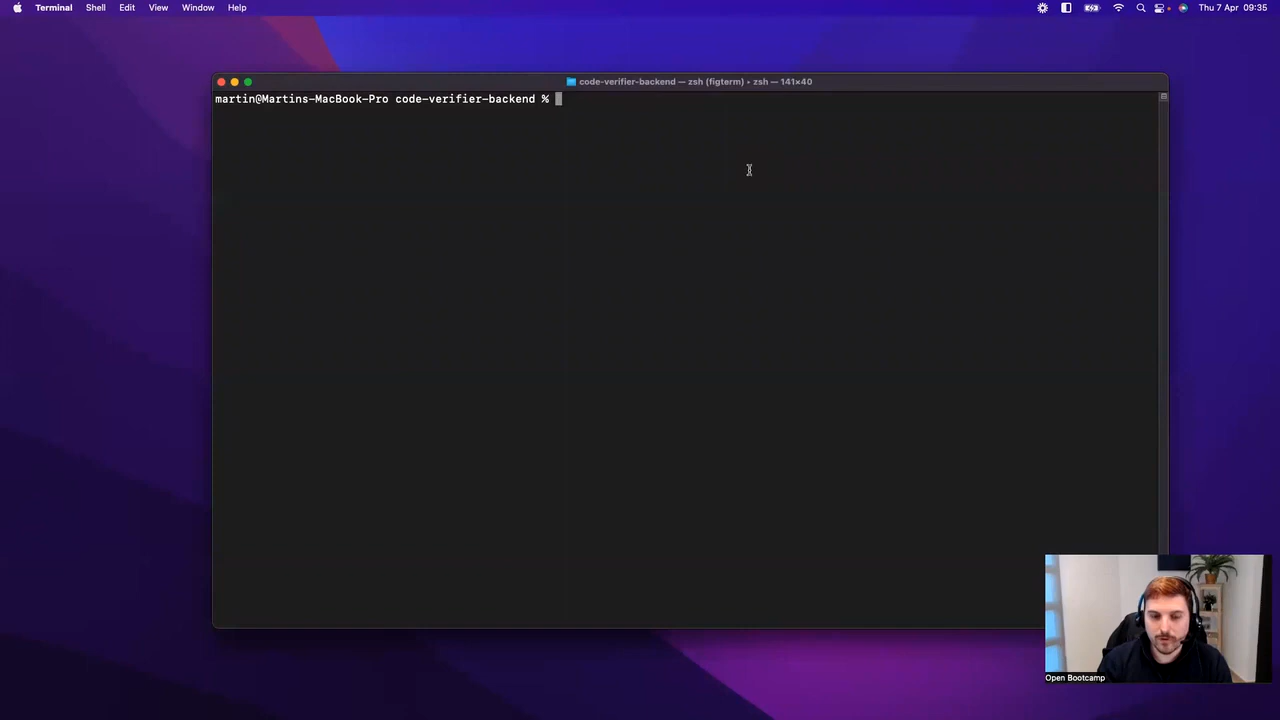 Terminal Shell Edit View Window Help Thu 7 Apr 09:35
code-verifier-backend — zsh (figterm) • zsh — 141×40
martin@Martins-MacBook-Pro code-verifier-backend %
Open Bootcamp